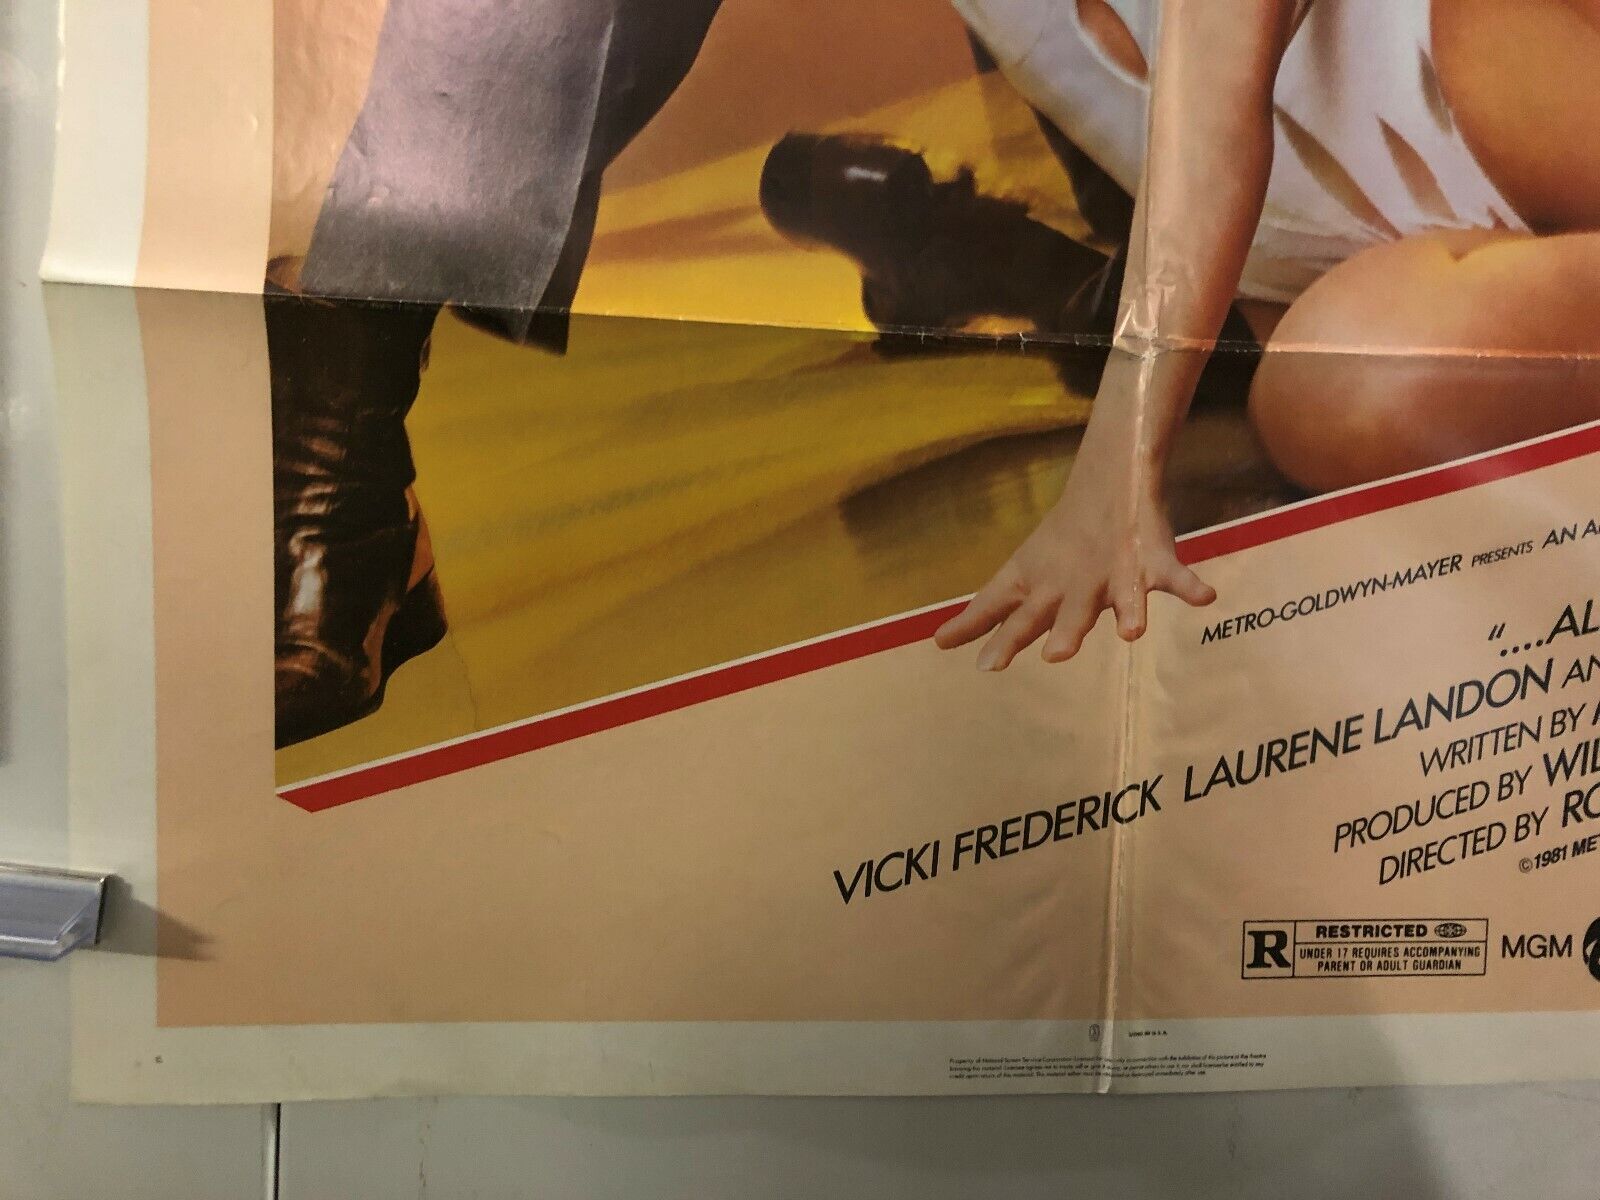 METRO-GOLDWYN-MAYER PRESENTS AN A
"....AL
VICKI FREDERICK LAURENE LANDON AN
WRITTEN BY
PRODUCED BY WIL
DIRECTED BY RO
©1981 MET
R
RESTRICTED
UNDER 17 REQUIRES ACCOMPANYING
PARENT OR ADULT GUARDIAN
MGM